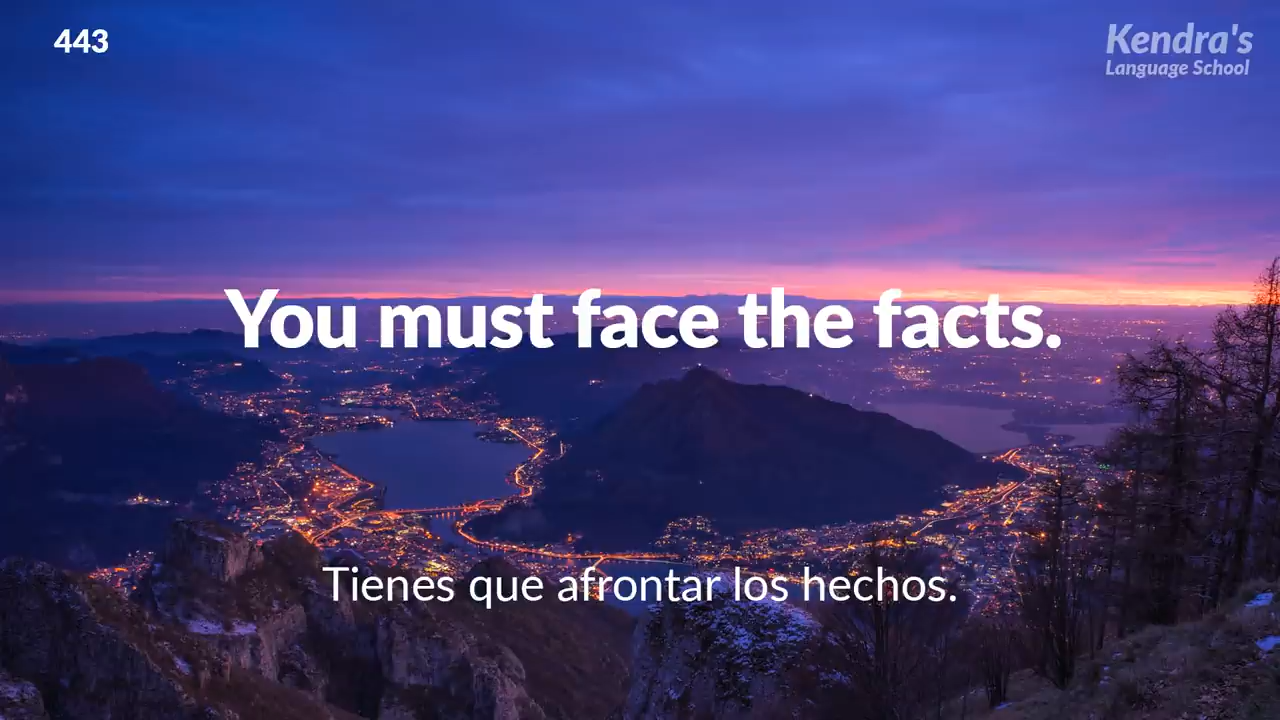 443
Kendra's
Language School
You must face the facts.
Tienes que afrontar los hechos.